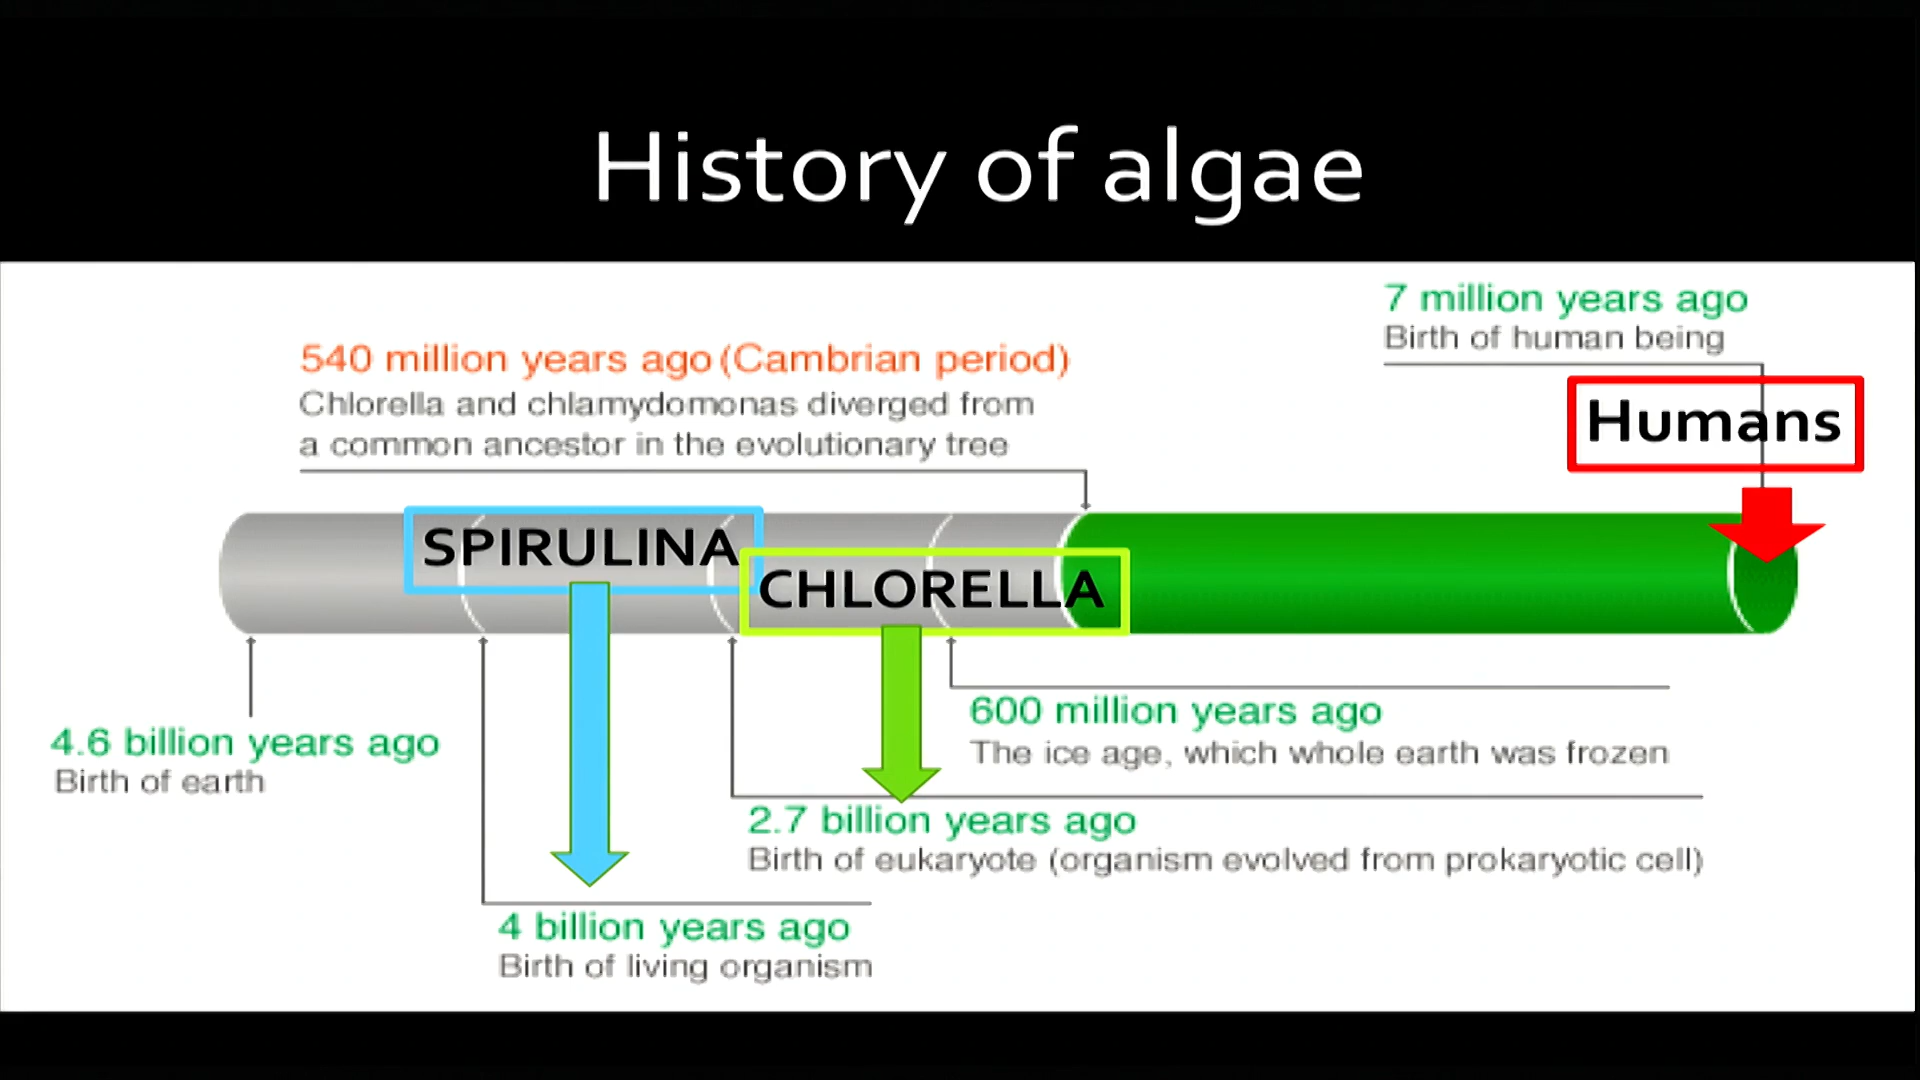 History of algae
7 million years ago
Birth of human being
540 million years ago (Cambrian period)
Chlorella and chlamydomonas diverged from
a common ancestor in the evolutionary tree
Humans
SPIRULINA
CHLORELLA
4.6 billion years ago
Birth of earth
600 million years ago
The ice age, which whole earth was frozen
2.7 billion years ago
Birth of eukaryote (organism evolved from prokaryotic cell)
4 billion years ago
Birth of living organism